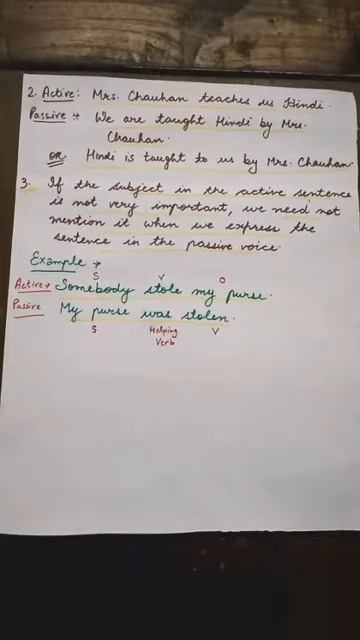 2. Active: Mrs. Chauhan teaches us Hindi.
Passive :- We are taught Hindi by Mrs.
Chauhan.
OR Hindi is taught to us by Mrs. Chauhan.
3. If the subject in the active sentence
is not very important, we need not
mention it when we express the
sentence in the passive voice.
Example →
S V O
Active → Somebody stole my purse.
Passive My purse was stolen.
S Helping V
Verb